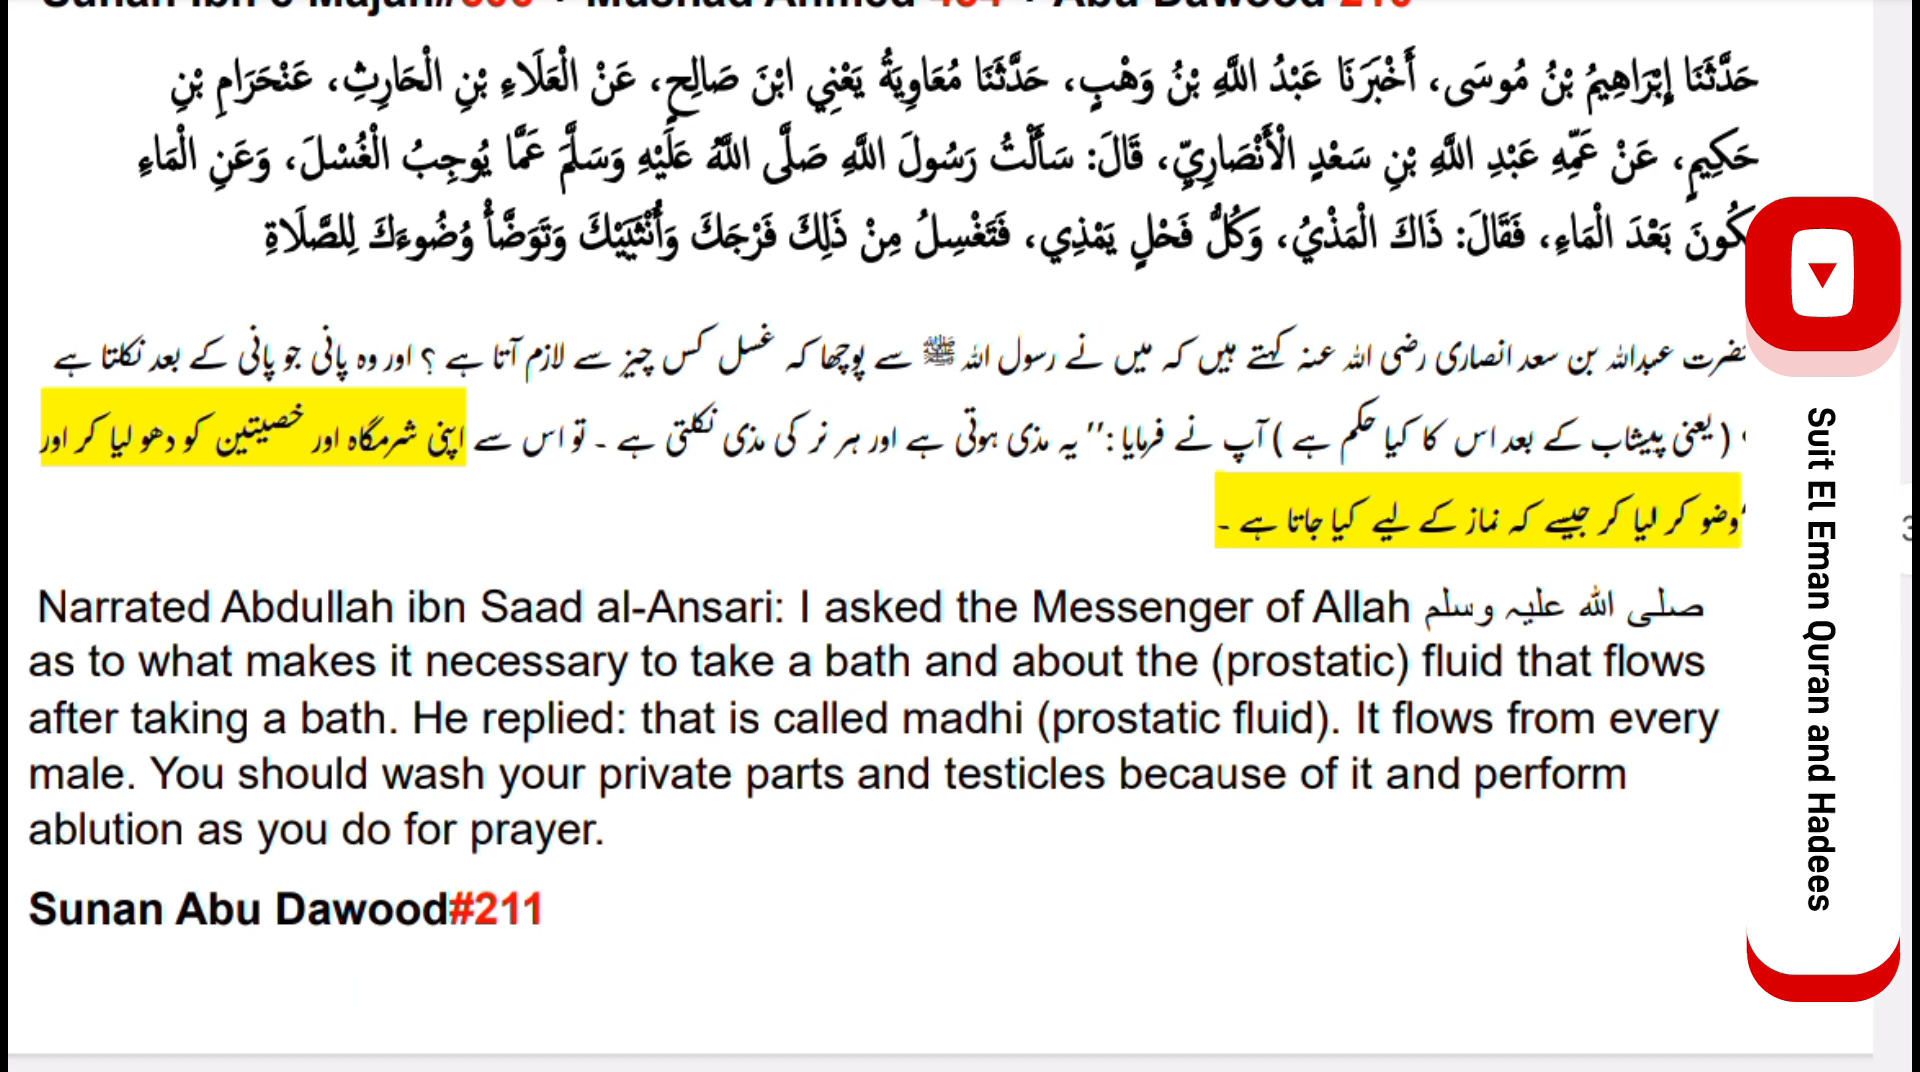 حَدَّثَنَا إِبْرَاهِيمُ بْنُ مُوسَى، أَخْبَرَنَا عَبْدُ اللَّهِ بْنُ وَهْبٍ، حَدَّثَنَا مُعَاوِيَةُ يَعْنِي ابْنَ صَالِحٍ، عَنْ الْعَلَاءِ بْنِ الْحَارِثِ، عَنْحَرَامِ بْنِ
حَكِيمٍ، عَنْ عَمِّهِ عَبْدِ اللَّهِ بْنِ سَعْدٍ الْأَنْصَارِيِّ، قَالَ: سَأَلْتُ رَسُولَ اللَّهِ صَلَّى اللَّهُ عَلَيْهِ وَسَلَّمَ عَمَّا يُوجِبُ الْغُسْلَ، وَعَنِ الْمَاءِ
بَعْدَ الْمَاءِ، فَقَالَ: ذَاكَ الْمَذْيُ، وَكُلُّ فَحْلٍ يَمْذِي، فَتَغْسِلُ مِنْ ذَلِكَ فَرْجَكَ وَأُنْثَيَيْكَ وَتَوَضَّأْ وُضُوءَكَ لِلصَّلَاةِ
عبداللہ بن سعد انصاری رضی اللہ عنہ کہتے ہیں کہ میں نے رسول اللہ ﷺ سے پوچھا کہ غسل کس چیز سے لازم آتا ہے ؟ اور وہ پانی جو پانی کے بعد نکلتا ہے
( یعنی پیشاب کے بعد اس کا کیا حکم ہے ) آپ نے فرمایا :’’ یہ مذی ہوتی ہے اور ہر نر کی مذی نکلتی ہے ۔ تو اس سے اپنی شرمگاہ اور خصیتین کو دھو لیا کر اور
وضو کر لیا کر جیسے کہ نماز کے لیے کیا جاتا ہے ۔
Narrated Abdullah ibn Saad al-Ansari: I asked the Messenger of Allah صلی اللہ علیہ وسلم
as to what makes it necessary to take a bath and about the (prostatic) fluid that flows
after taking a bath. He replied: that is called madhi (prostatic fluid). It flows from every
male. You should wash your private parts and testicles because of it and perform
ablution as you do for prayer.
Sunan Abu Dawood#211
Suit El Eman Quran and Hadees